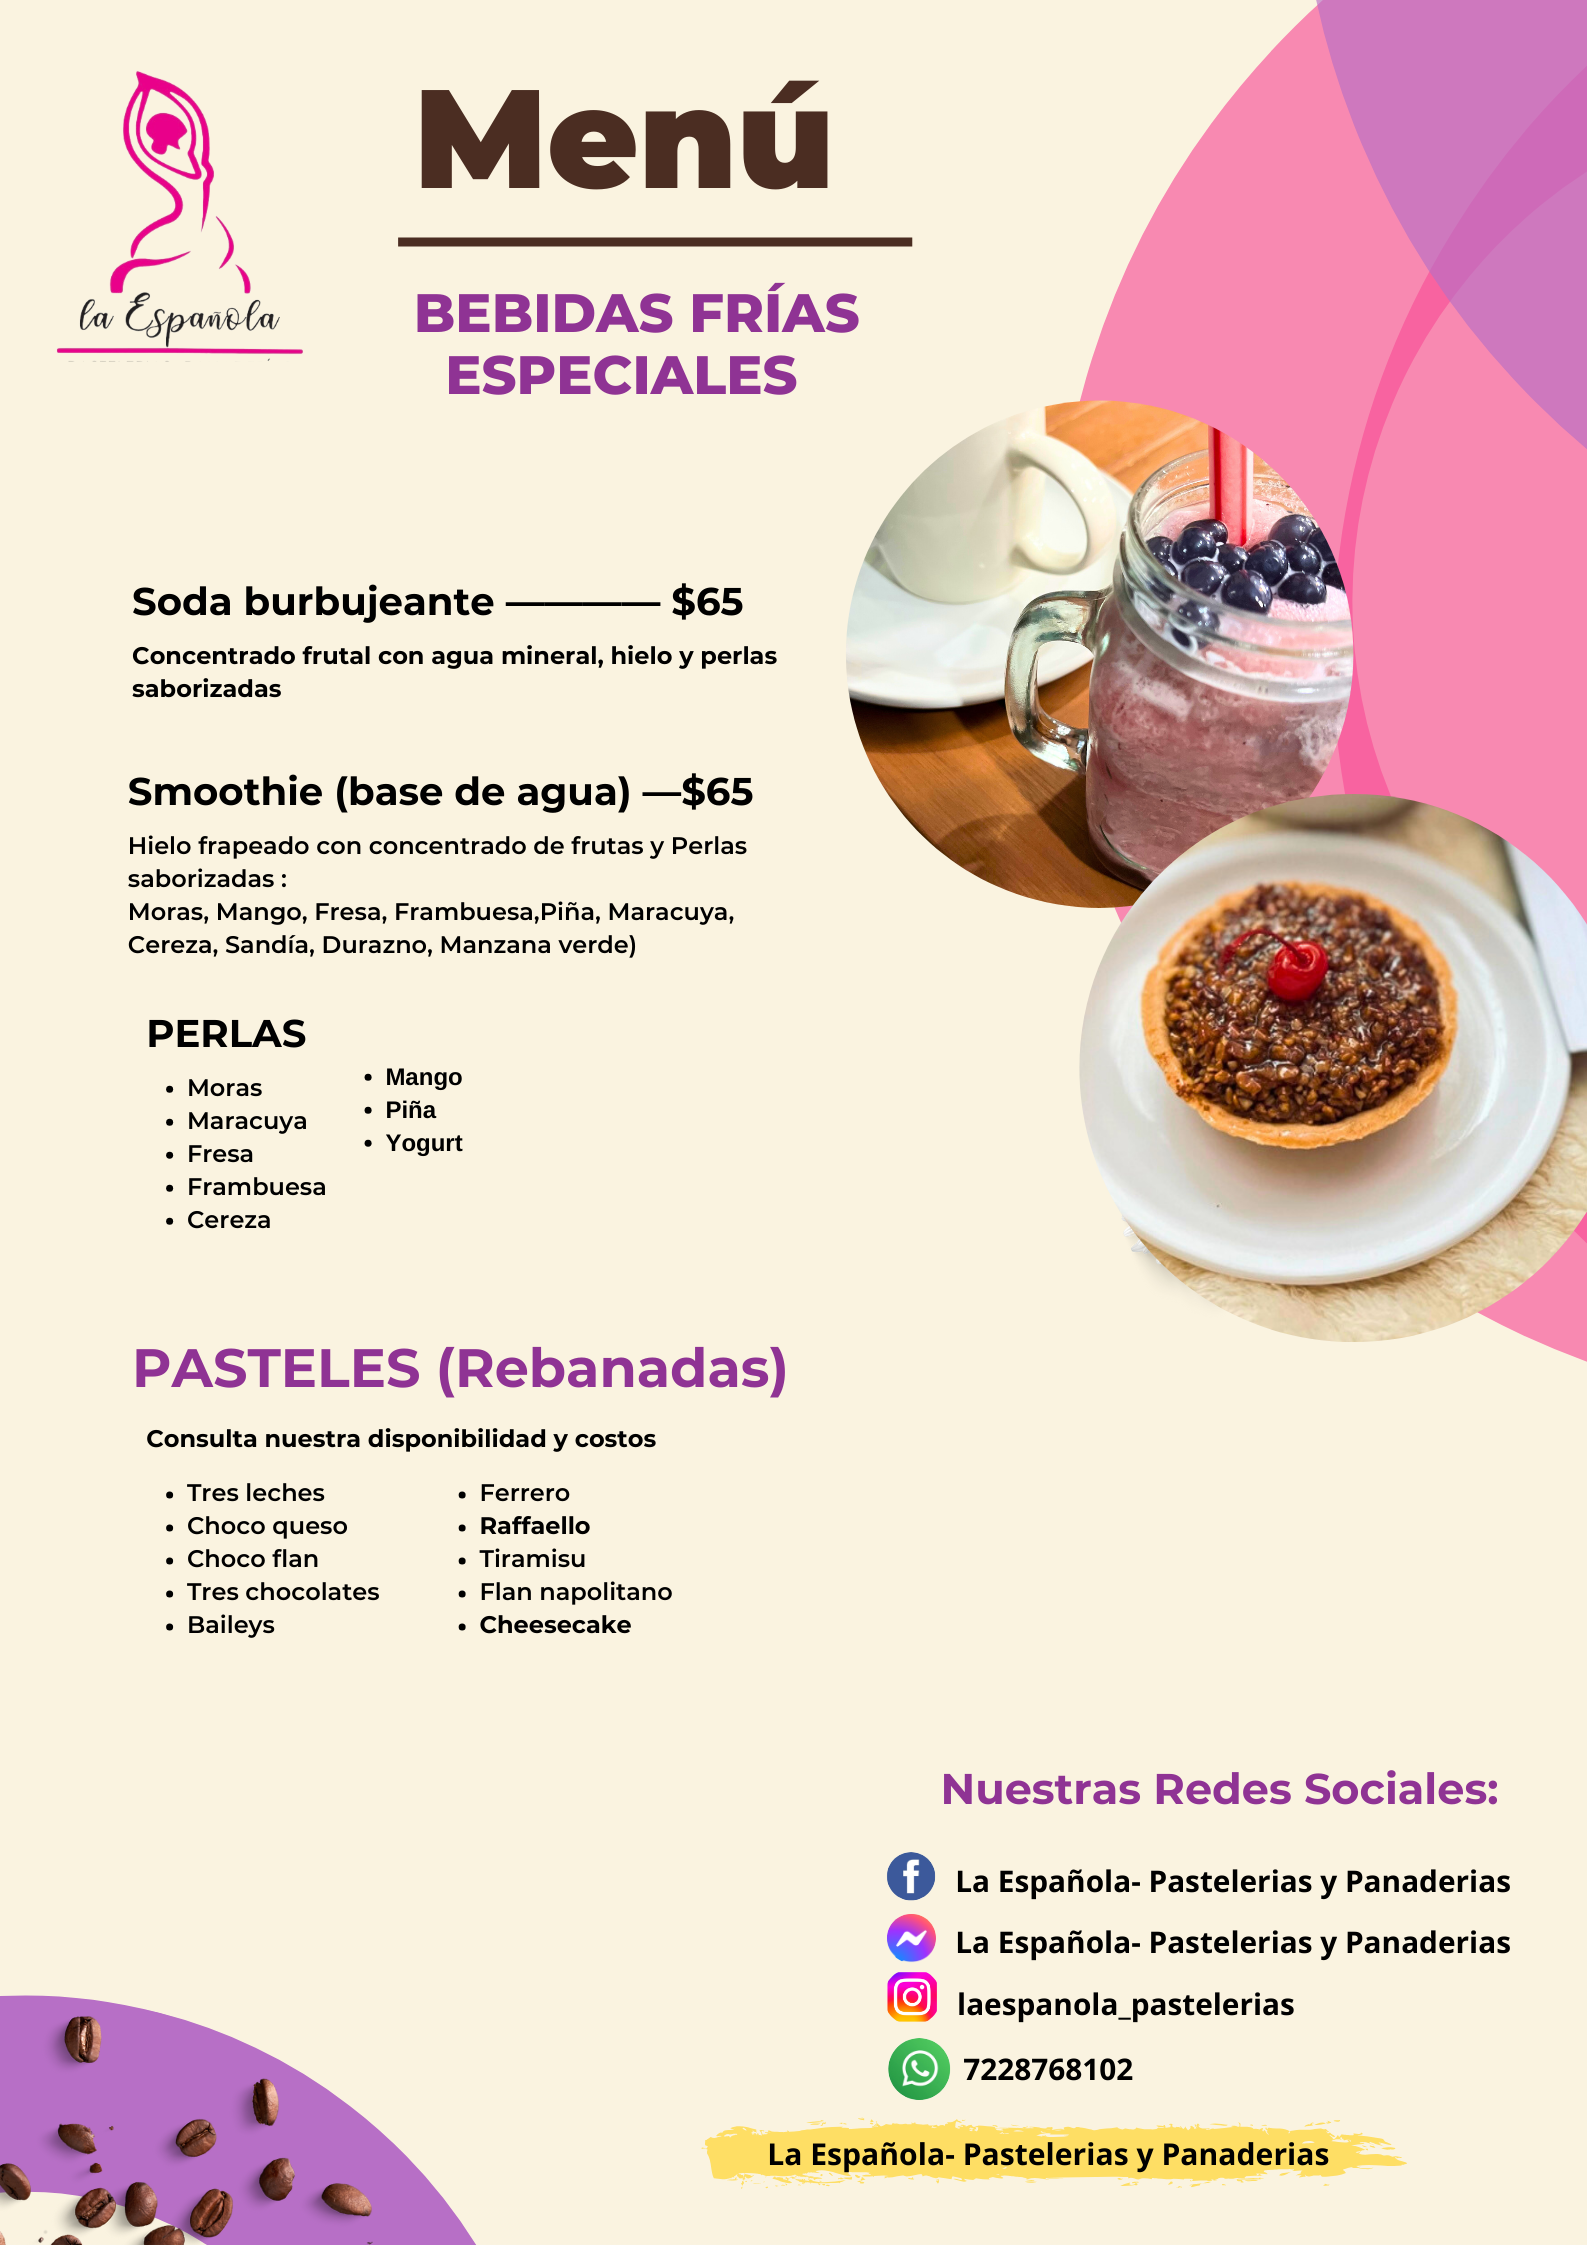 la Española
Menú
BEBIDAS FRÍAS
ESPECIALES
Soda burbujeante ———— $65
Concentrado frutal con agua mineral, hielo y perlas
saborizadas
Smoothie (base de agua) —$65
Hielo frapeado con concentrado de frutas y Perlas
saborizadas :
Moras, Mango, Fresa, Frambuesa,Piña, Maracuya,
Cereza, Sandía, Durazno, Manzana verde)
PERLAS
• Moras
• Maracuya
• Fresa
• Frambuesa
• Cereza
• Mango
• Piña
• Yogurt
PASTELES (Rebanadas)
Consulta nuestra disponibilidad y costos
• Tres leches
• Choco queso
• Choco flan
• Tres chocolates
• Baileys
• Ferrero
• Raffaello
• Tiramisu
• Flan napolitano
• Cheesecake
Nuestras Redes Sociales:
La Española- Pastelerias y Panaderias
La Española- Pastelerias y Panaderias
laespanola_pastelerias
7228768102
La Española- Pastelerias y Panaderias